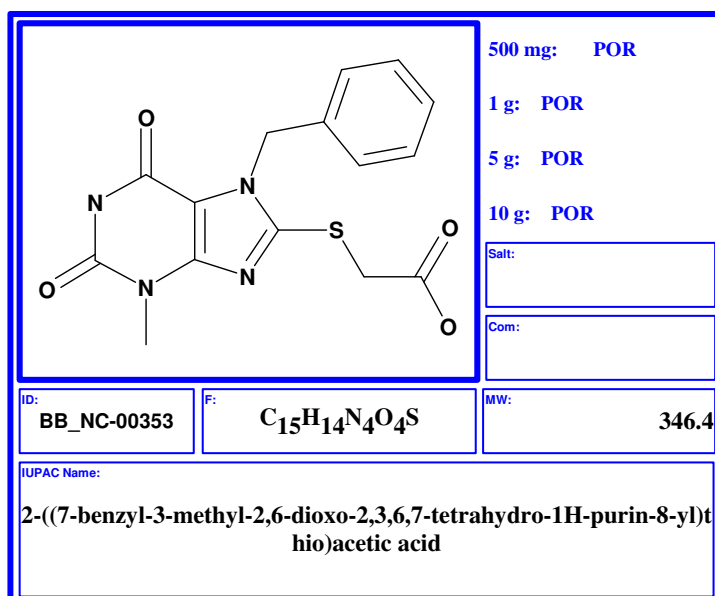 500 mg: POR
1 g: POR
5 g: POR
10 g: POR
O
N
N
S
O
N
O
N
O
Salt:
Com:
ID:
BB_NC-00353
F:
C15H14N4O4S
MW:
346.4
IUPAC Name:
2-((7-benzyl-3-methyl-2,6-dioxo-2,3,6,7-tetrahydro-1H-purin-8-yl)t
hio)acetic acid